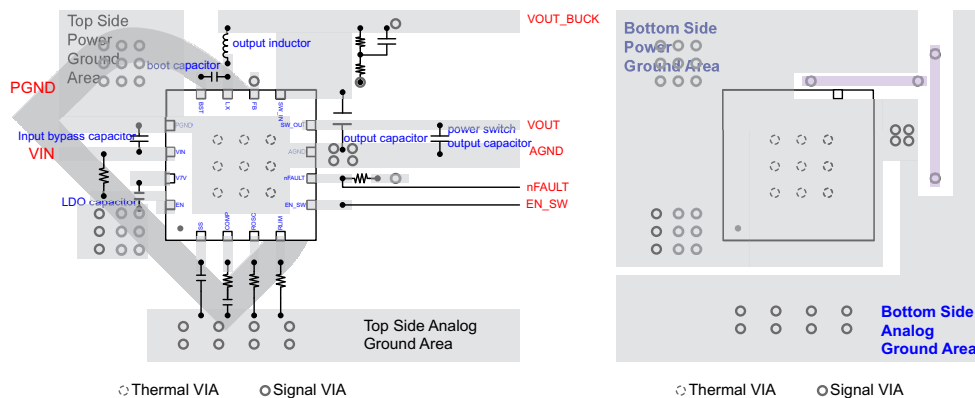 Top Side
Power
Ground
Area
VOUT_BUCK
output inductor
boot capacitor
PGND
BST
LX
FB
SW_IN
PGND
SW_OUT
VOUT
Input bypass capacitor
output capacitor
power switch
output capacitor
VIN
VIN
AGND
AGND
V7V
nFAULT
nFAULT
LDO capacitor
EN
EN_SW
EN_SW
SS
COMP
ROSC
RLIM
Top Side Analog
Ground Area
Thermal VIA
Signal VIA
Bottom Side
Power
Ground Area
Bottom Side
Analog
Ground Area
Thermal VIA
Signal VIA